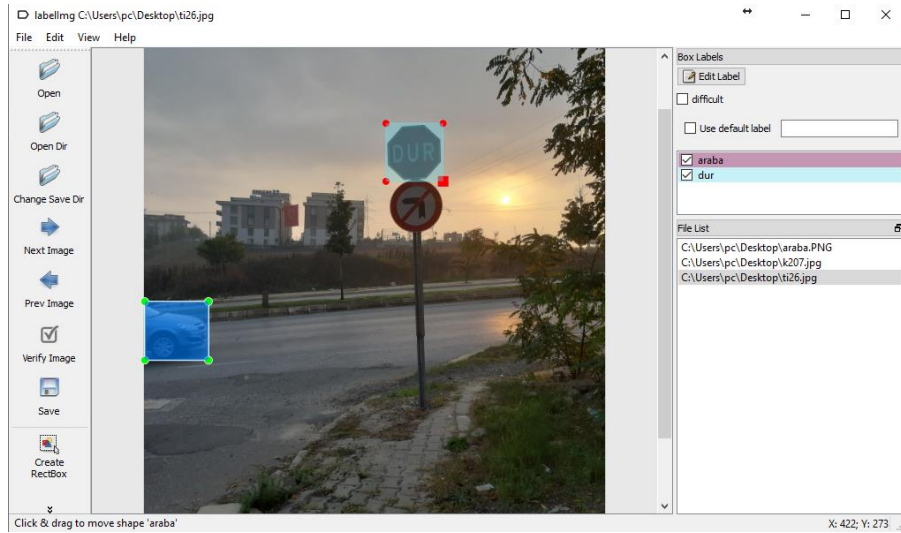 labelImg C:\Users\pc\Desktop\ti26.jpg
File Edit View Help
Open
Open Dir
Change Save Dir
Next Image
Prev Image
Verify Image
Save
Create
RectBox
DUR
Box Labels
Edit Label
difficult
Use default label
araba
dur
File List
C:\Users\pc\Desktop\araba.PNG
C:\Users\pc\Desktop\k207.jpg
C:\Users\pc\Desktop\ti26.jpg
Click & drag to move shape 'araba'
X: 422; Y: 273